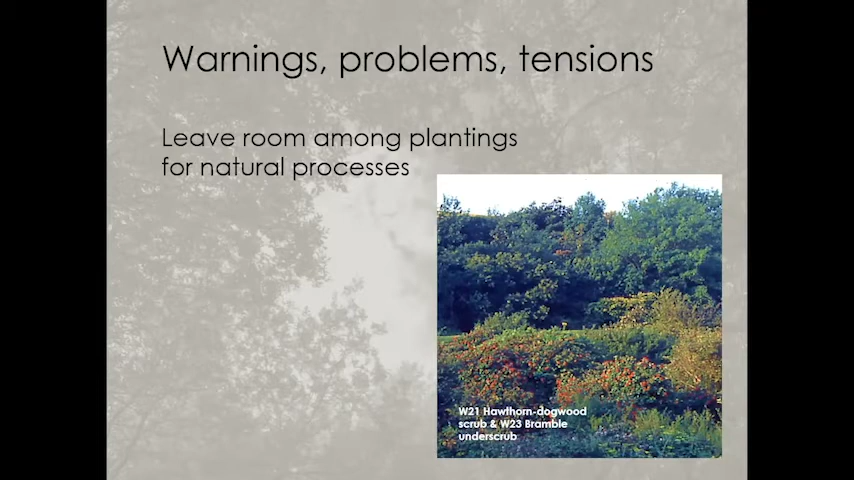 Warnings, problems, tensions
Leave room among plantings
for natural processes
W21 Hawthorn-dogwood
scrub & W23 Bramble
underscrub